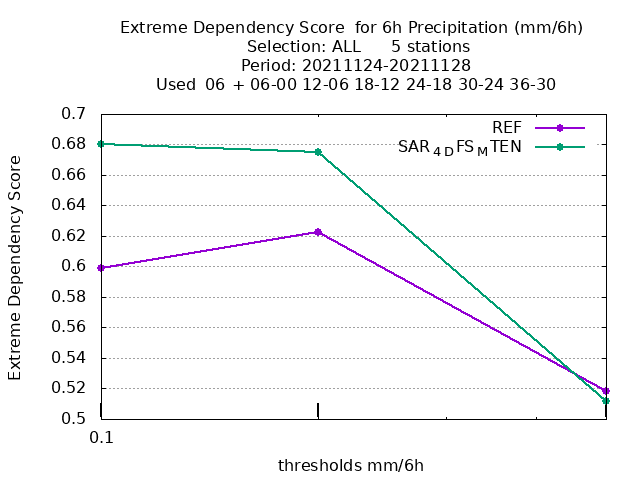 Extreme Dependency Score  for 6h Precipitation (mm/6h)
Selection: ALL      5 stations
Period: 20211124-20211128
Used  06 + 06-00 12-06 18-12 24-18 30-24 36-30
0.7
0.68
0.66
0.64
0.62
0.6
0.58
0.56
0.54
0.52
0.5
Extreme Dependency Score
REF
SAR4DFSMTEN
0.1
thresholds mm/6h